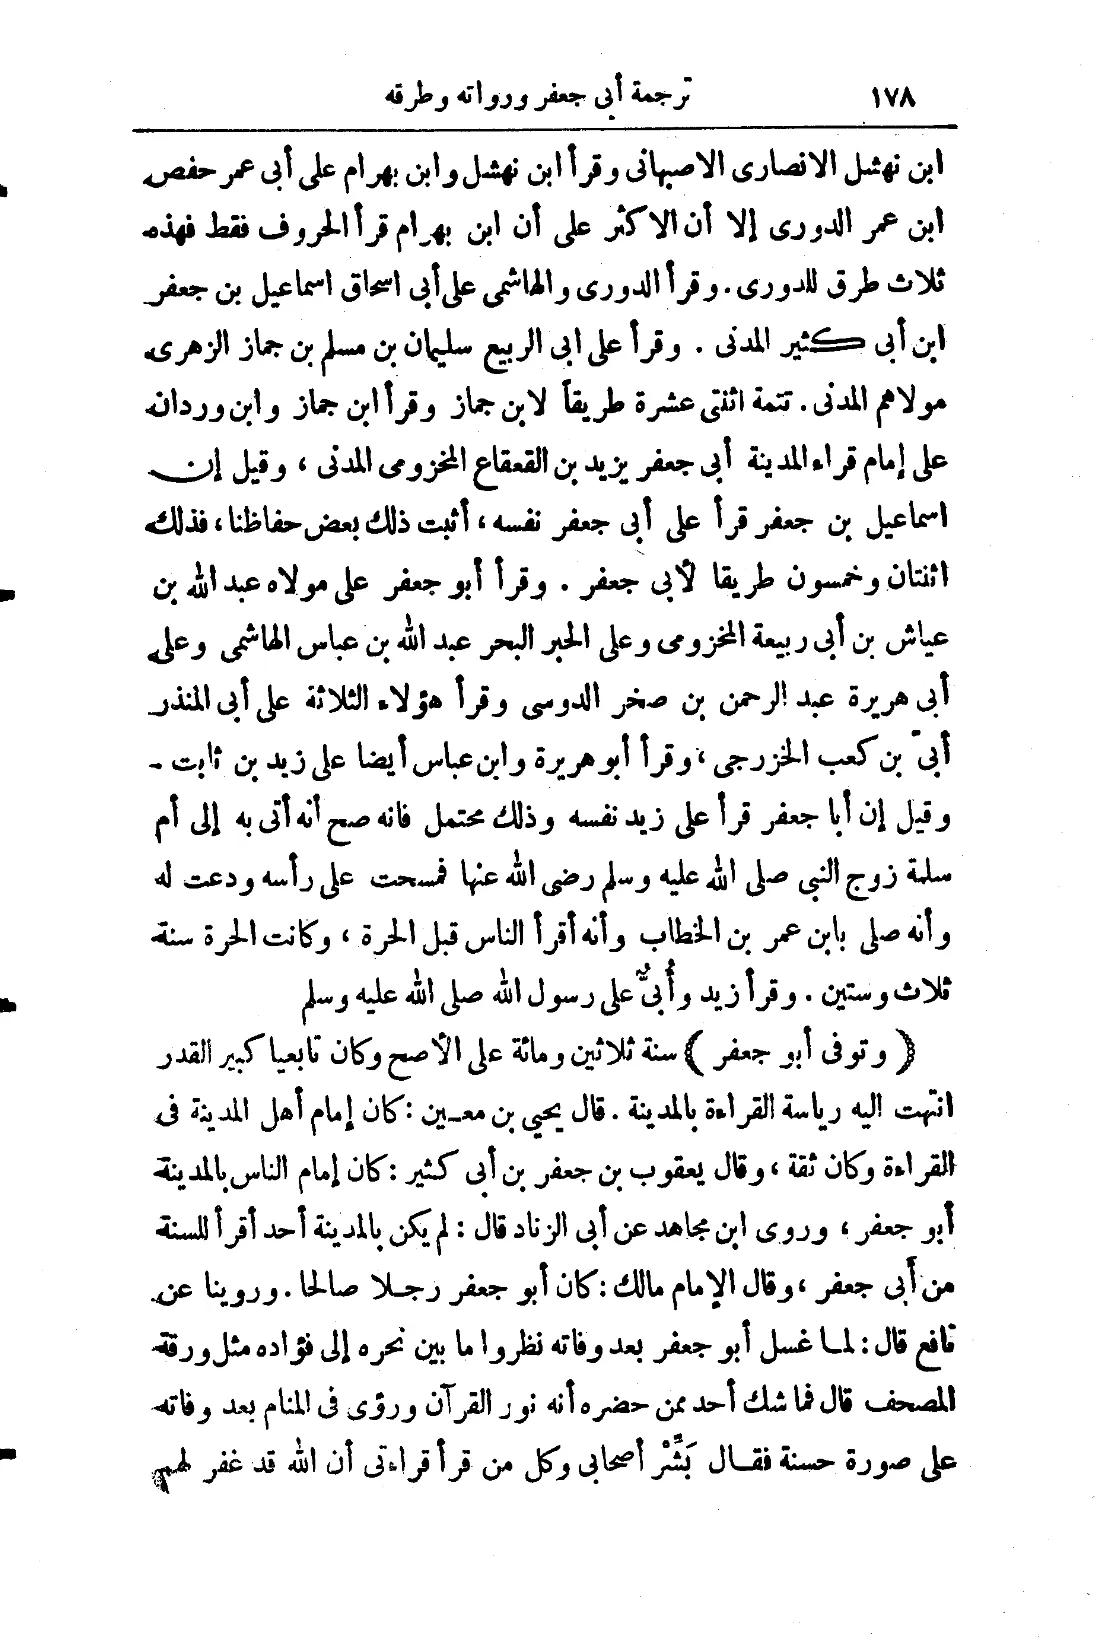 ١٧٨ ترجمة أبى جعفر ورواته وطرقه
ابن نهشل الانصارى الاصبهانى وقرأ ابن نهشل وابن بهرام على أبى عمر حفص
ابن عمر الدورى إلا أن الاكثر على أن ابن بهرام قرأ الحروف فقط فهذه
ثلاث طرق للدورى. وقرأ الدورى والهاشمى على أبى اسحاق اسماعيل بن جعفر
ابن أبى كثير المدنى . وقرأ على ابى الربيع سليمان بن مسلم بن جماز الزهرى
مولاهم المدنى. تتمة اثنتى عشرة طريقاً لابن جماز وقرأ ابن جماز وابن وردان
على إمام قراء المدينة أبى جعفر يزيد بن القعقاع المخزومى المدنى ، وقيل إن
اسماعيل بن جعفر قرأ على أبى جعفر نفسه ، أثبت ذلك بعض حفاظنا ، فذلك
اثنتان وخمسون طريقا لأبى جعفر . وقرأ أبو جعفر على مولاه عبد الله بن
عياش بن أبى ربيعة المخزومى وعلى الحبر البحر عبد الله بن عباس الهاشمى وعلى
أبى هريرة عبد الرحمن بن صخر الدوسى وقرأ هؤلاء الثلاثة على أبى المنذر
أبىّ بن كعب الخزرجى ، وقرأ أبو هريرة وابن عباس أيضا على زيد بن ثابت -
وقيل إن أبا جعفر قرأ على زيد نفسه وذلك محتمل فانه صح أنه أتى به إلى أم
سلمة زوج النبى صلى الله عليه وسلم رضى الله عنها فمسحت على رأسه ودعت له
وأنه صلى بابن عمر بن الخطاب وأنه أقرأ الناس قبل الحرة ، وكانت الحرة سنة
ثلاث وستين . وقرأ زيد وأُبىٌّ على رسول الله صلى الله عليه وسلم
﴿ وتوفى أبو جعفر ﴾ سنة ثلاثين ومائة على الأصح وكان تابعيا كبير القدر
انتهت اليه رياسة القراءة بالمدينة . قال يحيى بن معين : كان إمام أهل المدينة فى
القراءة وكان ثقة ، وقال يعقوب بن جعفر بن أبى كثير : كان إمام الناس بالمدينة
أبو جعفر ، وروى ابن مجاهد عن أبى الزناد قال : لم يكن بالمدينة أحد أقرأ للسنة
من أبى جعفر ، وقال الإمام مالك : كان أبو جعفر رجلا صالحا . وروينا عن
نافع قال : لما غسل أبو جعفر بعد وفاته نظروا ما بين نحره إلى فؤاده مثل ورقة
المصحف قال فما شك أحد ممن حضره أنه نور القرآن ورؤى فى المنام بعد وفاته
على صورة حسنة فقال بَشِّرْ أصحابى وكل من قرأ قراءتى أن الله قد غفر لهم